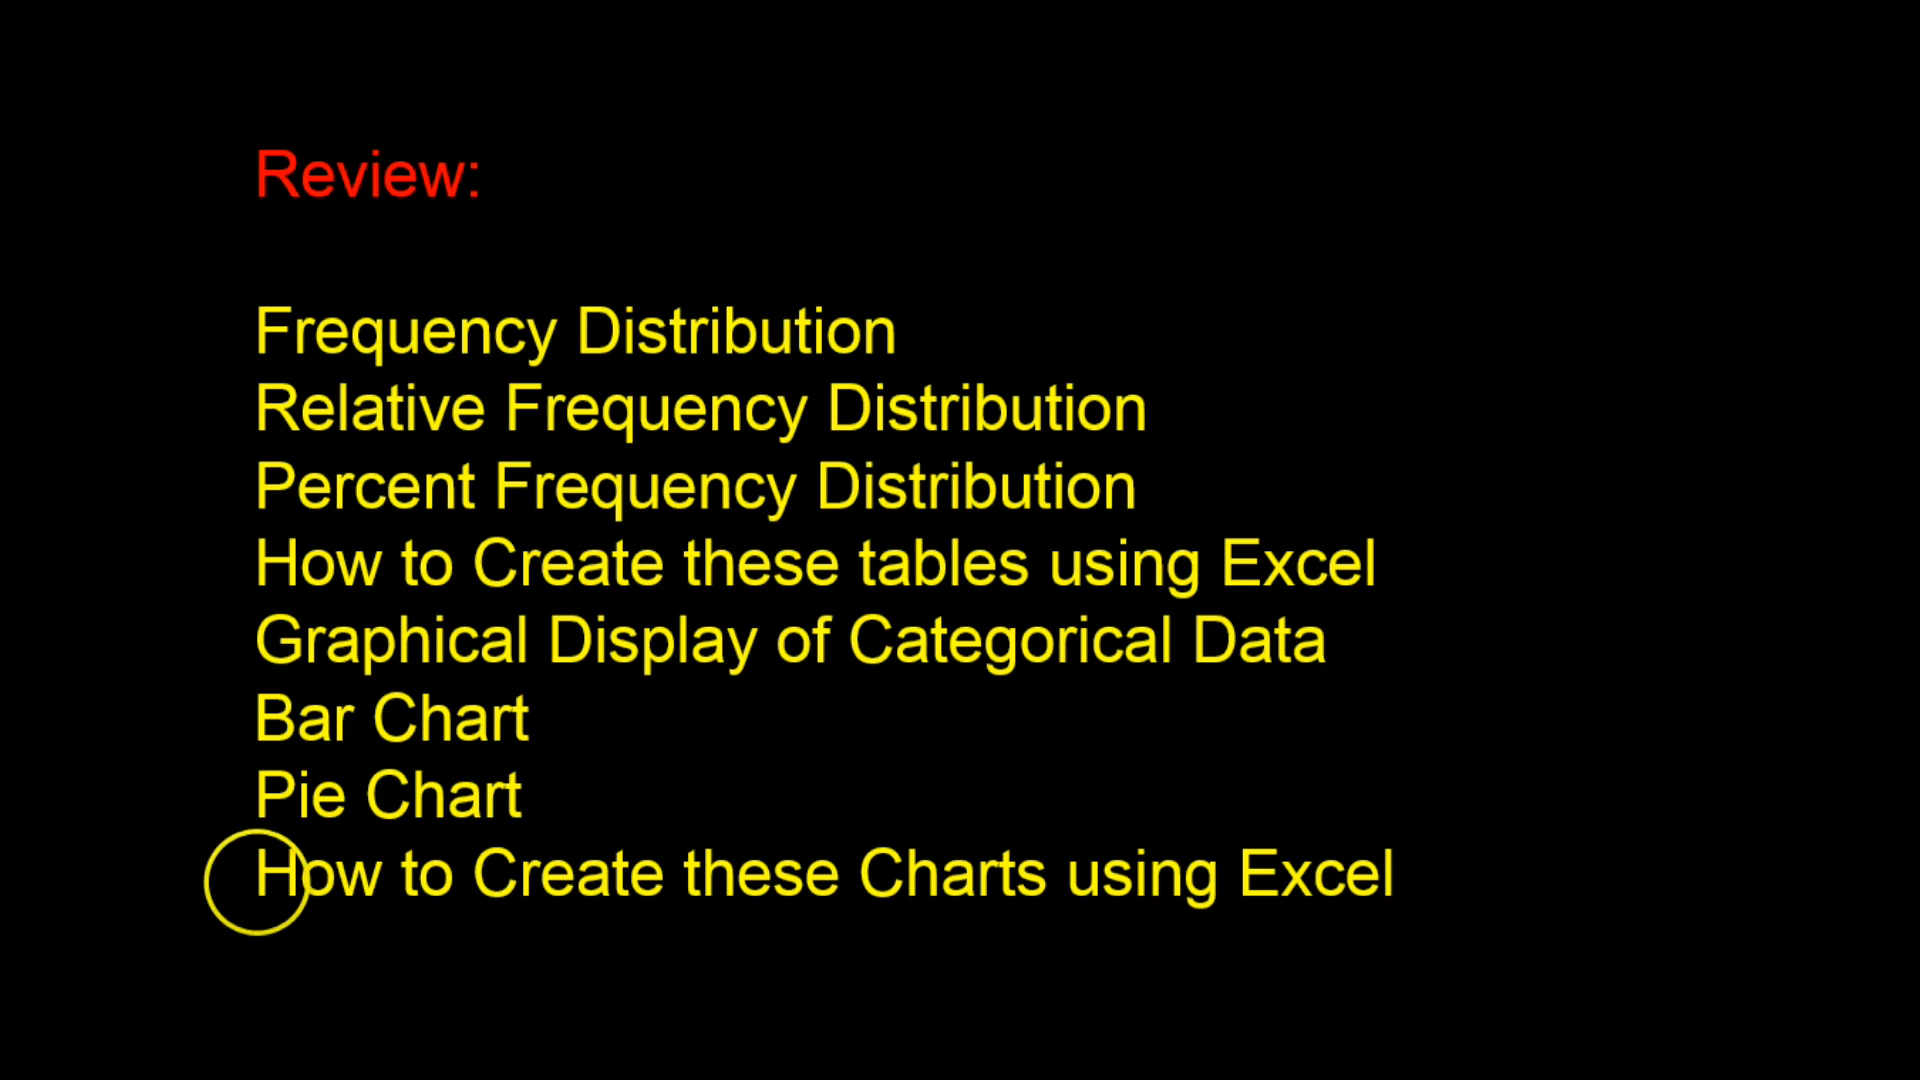 Review:
Frequency Distribution
Relative Frequency Distribution
Percent Frequency Distribution
How to Create these tables using Excel
Graphical Display of Categorical Data
Bar Chart
Pie Chart
How to Create these Charts using Excel